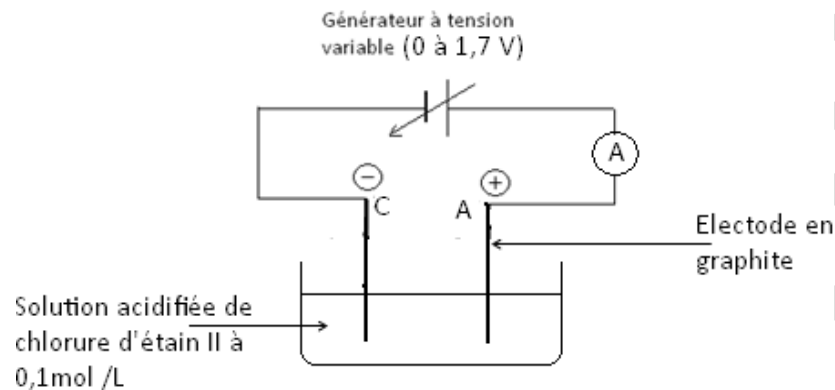 Générateur à tension
variable (0 à 1,7 V)
A
−
+
C
A
Electode en
graphite
Solution acidifiée de
chlorure d'étain II à
0,1mol /L